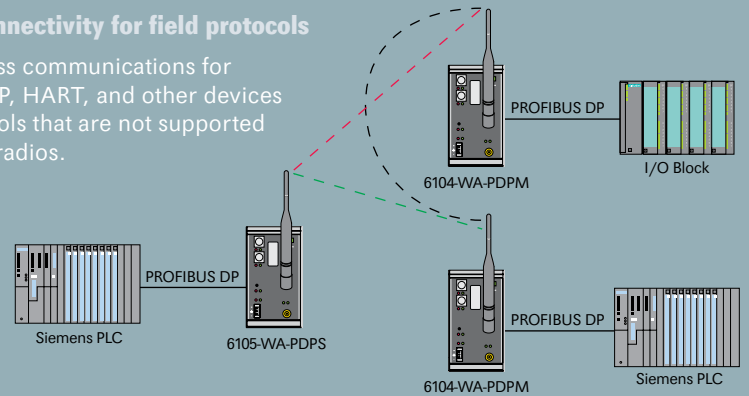 nnectivity for field protocols
ss communications for
P, HART, and other devices
ols that are not supported
radios.
PROFIBUS DP
I/O Block
6104-WA-PDPM
PROFIBUS DP
Siemens PLC
6105-WA-PDPS
PROFIBUS DP
Siemens PLC
6104-WA-PDPM